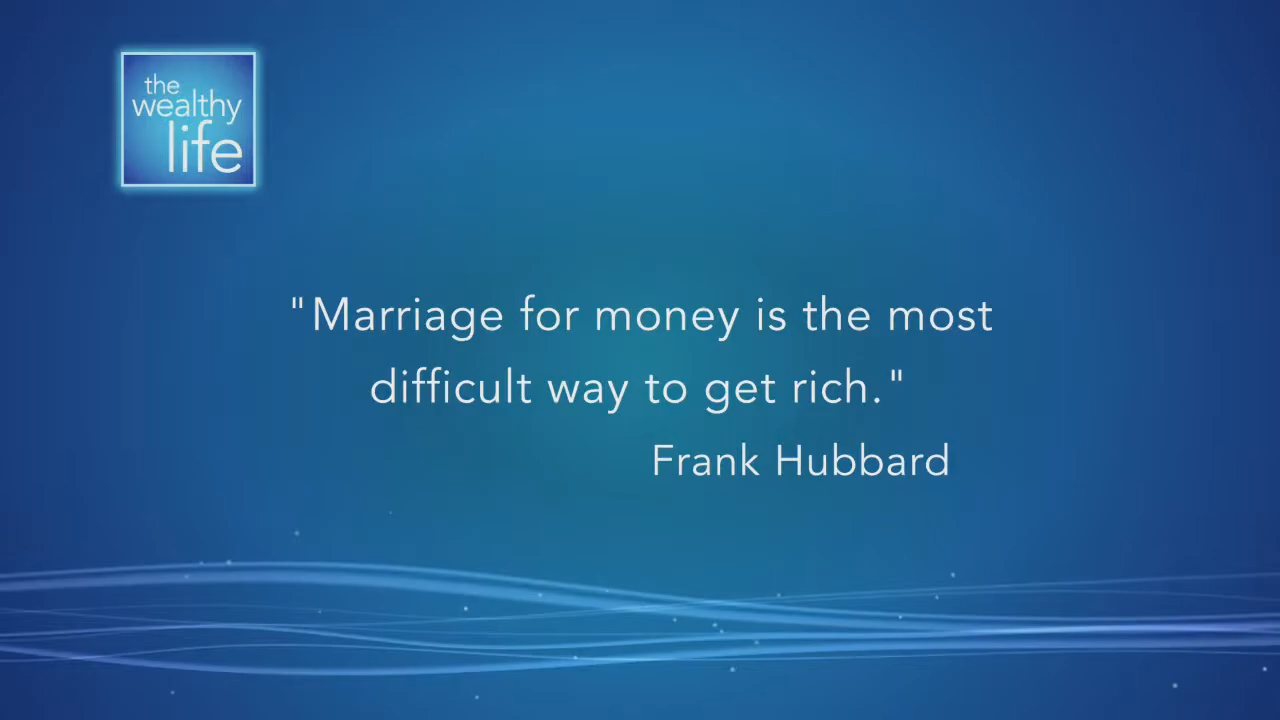 the
wealthy
life
"Marriage for money is the most
difficult way to get rich."
Frank Hubbard